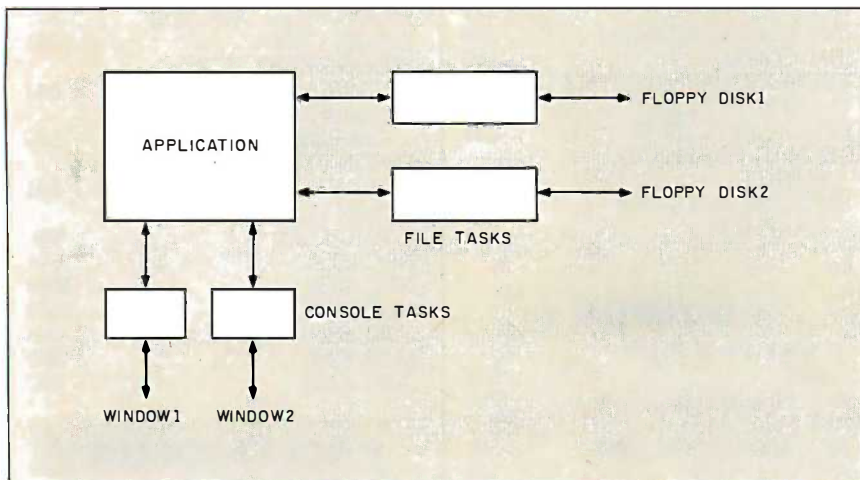 APPLICATION
FLOPPY DISK1
FLOPPY DISK2
FILE TASKS
CONSOLE TASKS
WINDOW1
WINDOW2